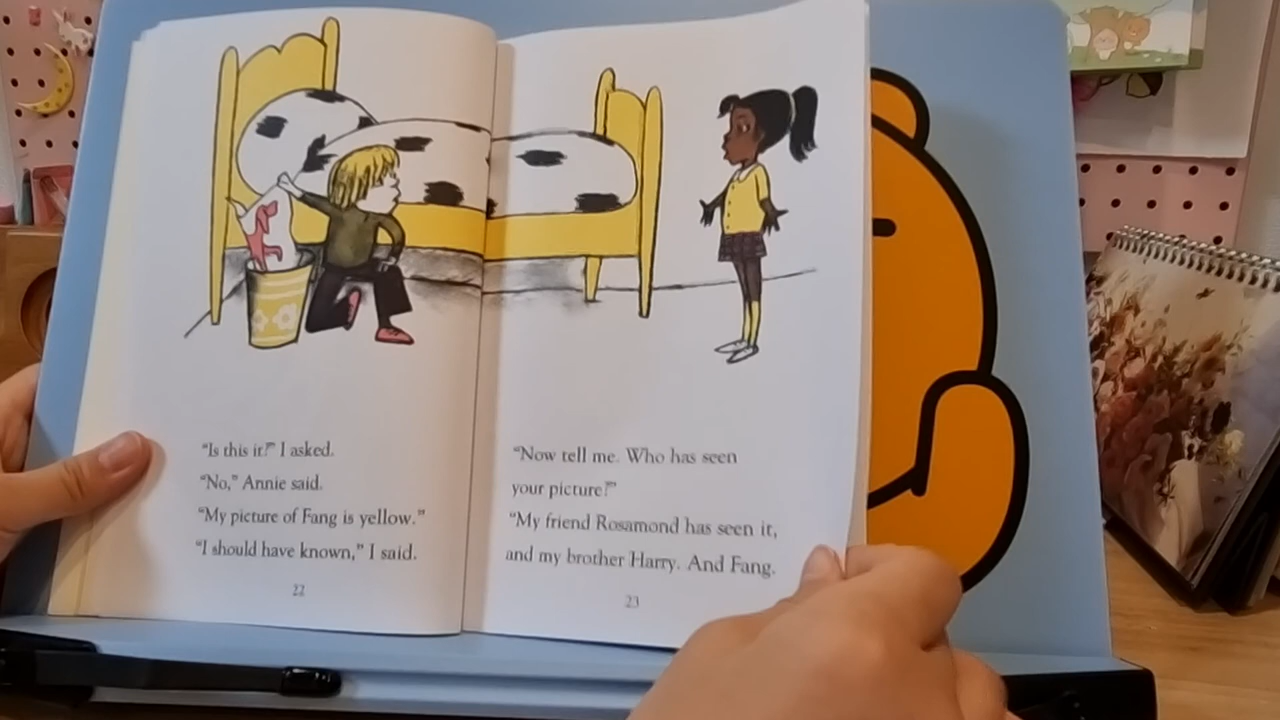 “Is this it?” I asked.
“No,” Annie said.
“My picture of Fang is yellow.”
“I should have known,” I said.
22
“Now tell me. Who has seen
your picture?”
“My friend Rosamond has seen it,
and my brother Harry. And Fang.
23